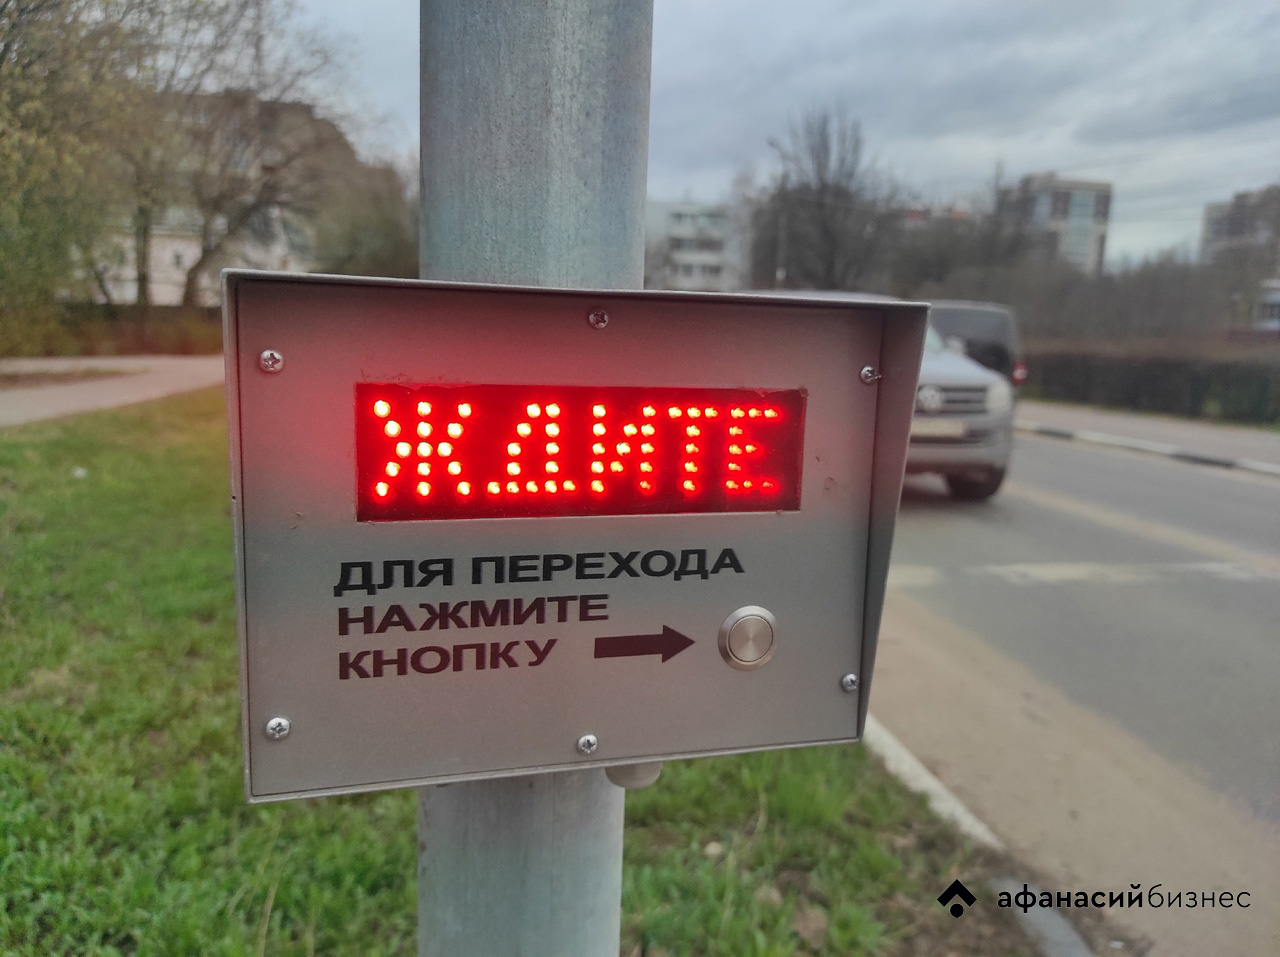 ЖДИТЕ
ДЛЯ ПЕРЕХОДА
НАЖМИТЕ
КНОПКУ
афанасийбизнес